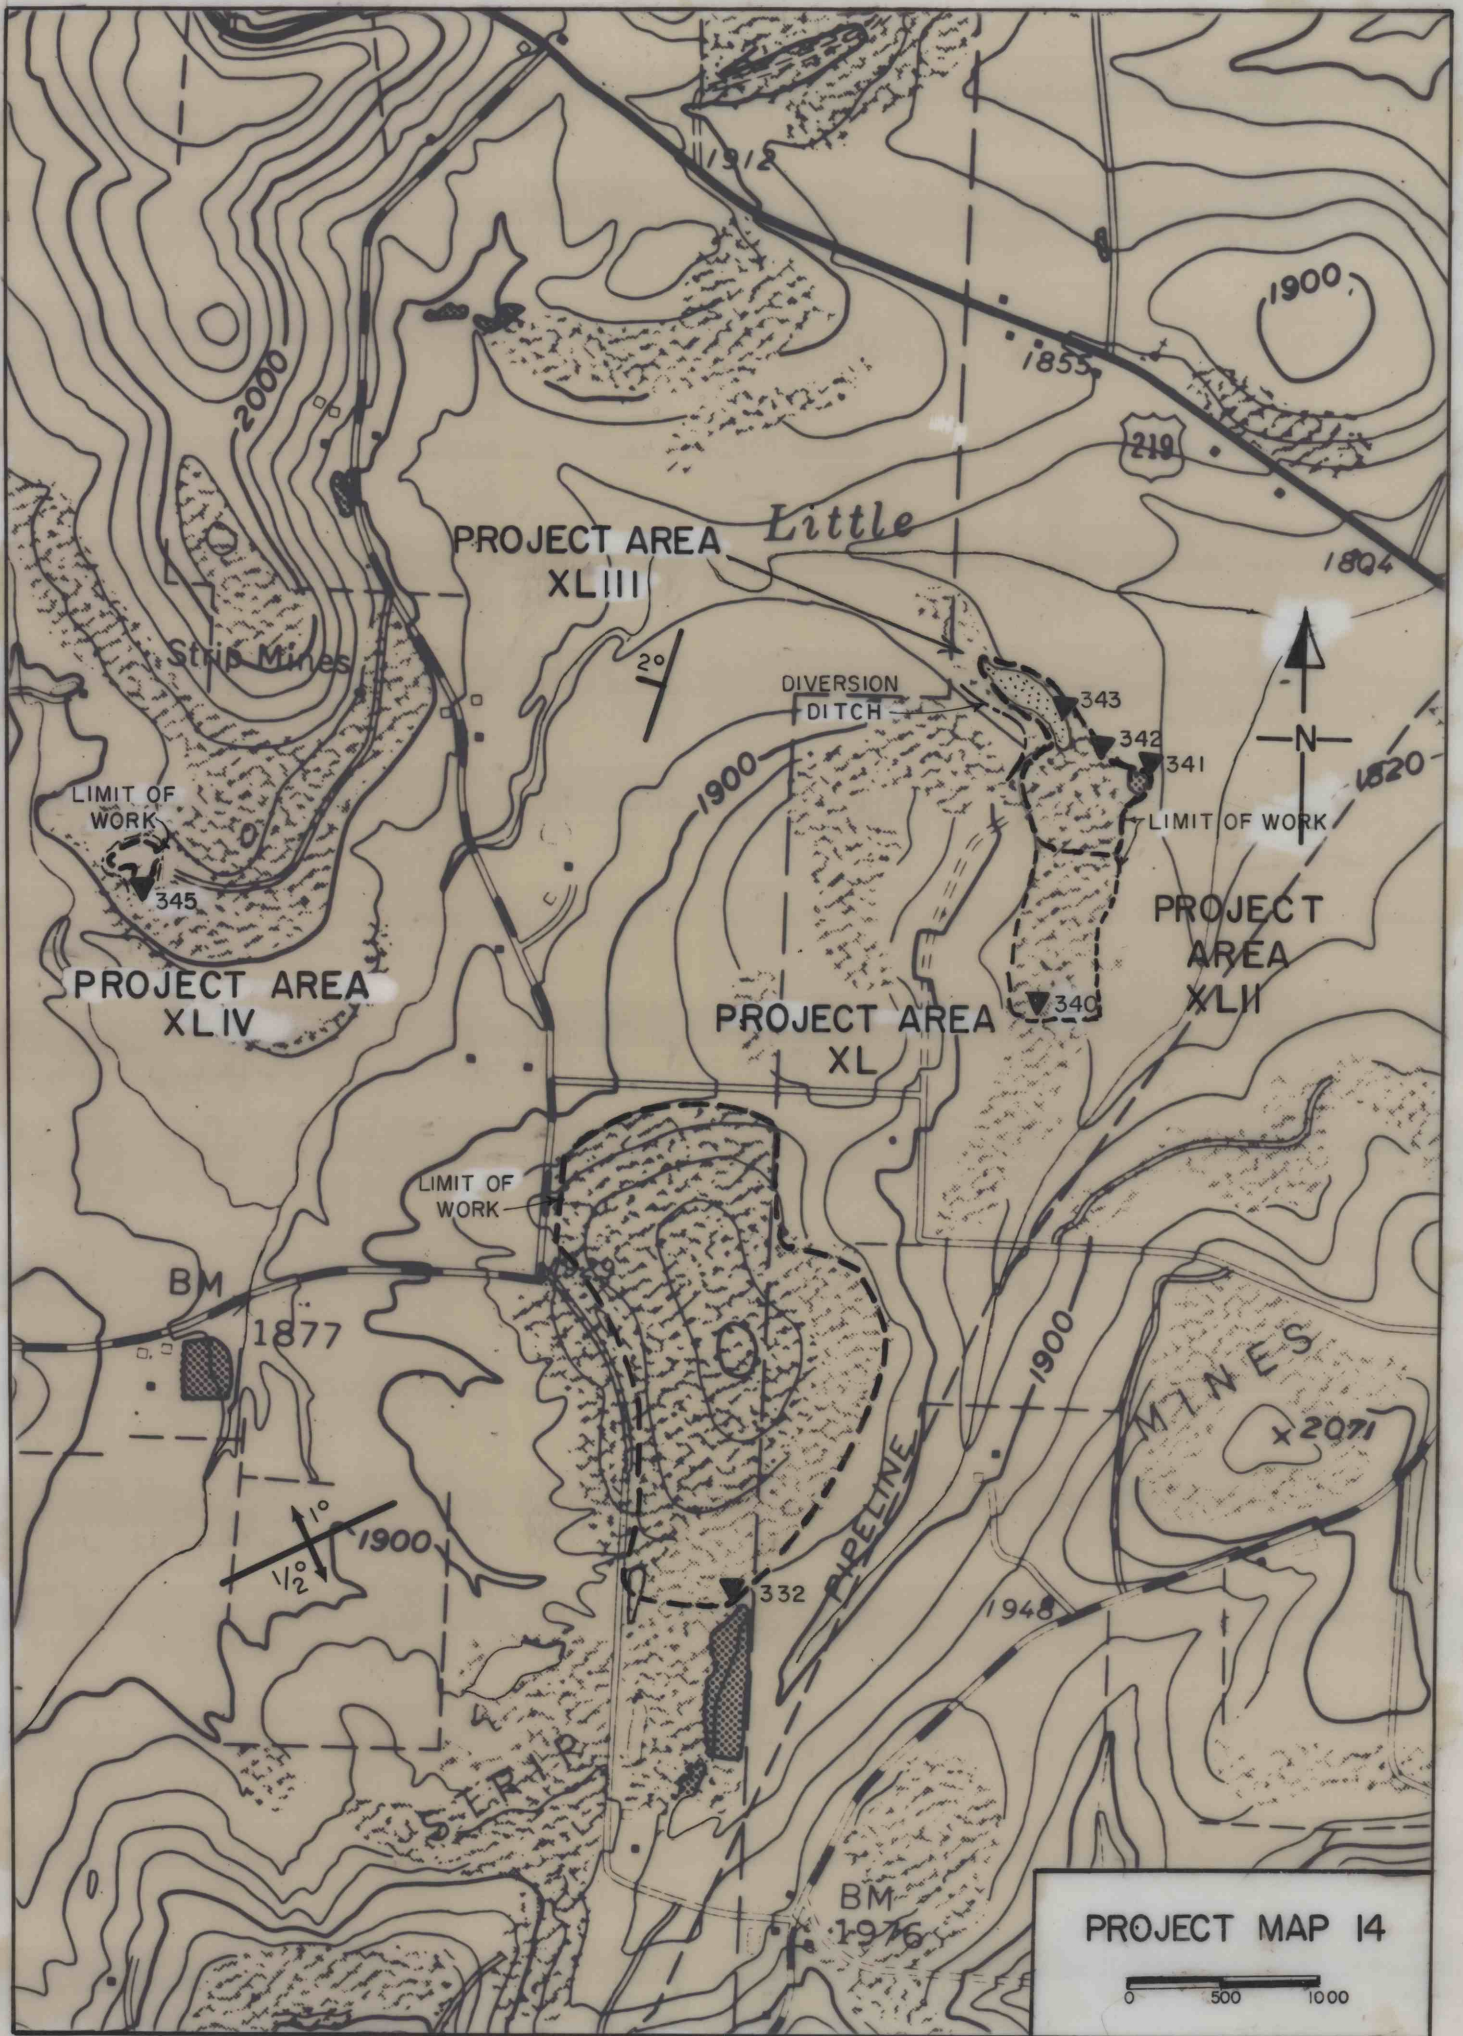 1912
1900
2000
1855
219
1804
PROJECT AREA
XLIII
Little
2°
Strip Mines
DIVERSION
DITCH
343
342
341
N
1820
1900
LIMIT OF
WORK
LIMIT OF WORK
345
PROJECT AREA
XLIV
PROJECT
AREA
XLII
340
PROJECT AREA
XL
LIMIT OF
WORK
BM
1877
1900
MINES
2071
PIPELINE
1°
1/2°
1900
332
1948
STRIP
BM
1976
PROJECT MAP 14
0 500 1000